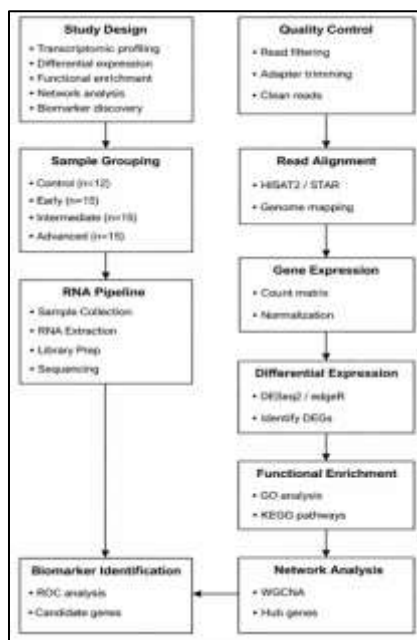 Study Design
• Transcriptomic profiling
• Differential expression
• Functional enrichment
• Network analysis
• Biomarker discovery
Sample Grouping
• Control (n=12)
• Early (n=15)
• Intermediate (n=15)
• Advanced (n=15)
RNA Pipeline
• Sample Collection
• RNA Extraction
• Library Prep
• Sequencing
Biomarker Identification
• ROC analysis
• Candidate genes
Quality Control
• Read filtering
• Adapter trimming
• Clean reads
Read Alignment
• HISAT2 / STAR
• Genome mapping
Gene Expression
• Count matrix
• Normalization
Differential Expression
• DESeq2 / edgeR
• Identify DEGs
Functional Enrichment
• GO analysis
• KEGG pathways
Network Analysis
• WGCNA
• Hub genes